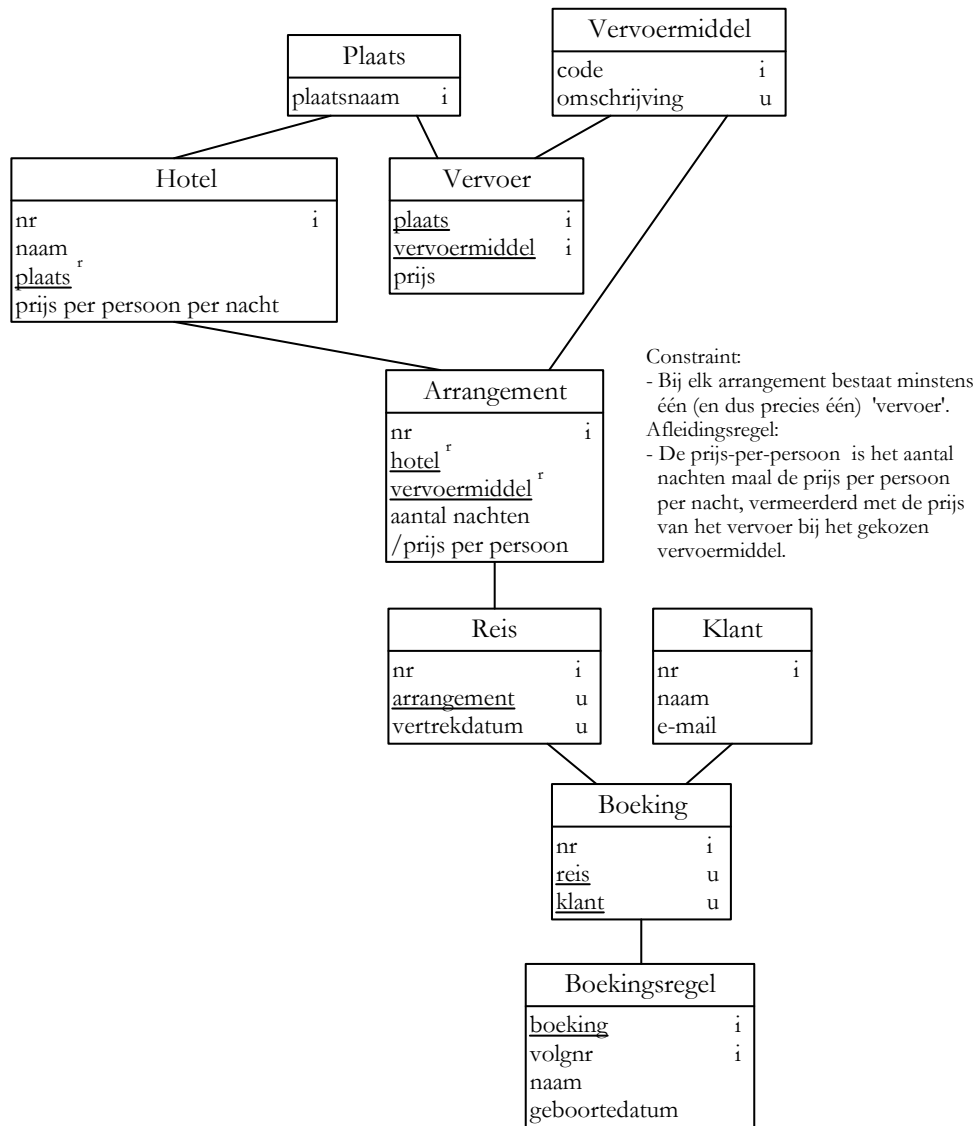 Plaats
plaatsnaam i
Vervoermiddel
code i
omschrijving u
Hotel
nr i
naam
plaats r
prijs per persoon per nacht
Vervoer
plaats i
vervoermiddel i
prijs
Arrangement
nr i
hotel r
vervoermiddel r
aantal nachten
/prijs per persoon
Constraint:
- Bij elk arrangement bestaat minstens
één (en dus precies één) 'vervoer'.
Afleidingsregel:
- De prijs-per-persoon is het aantal
nachten maal de prijs per persoon
per nacht, vermeerderd met de prijs
van het vervoer bij het gekozen
vervoermiddel.
Reis
nr i
arrangement u
vertrekdatum u
Klant
nr i
naam
e-mail
Boeking
nr i
reis u
klant u
Boekingsregel
boeking i
volgnr i
naam
geboortedatum